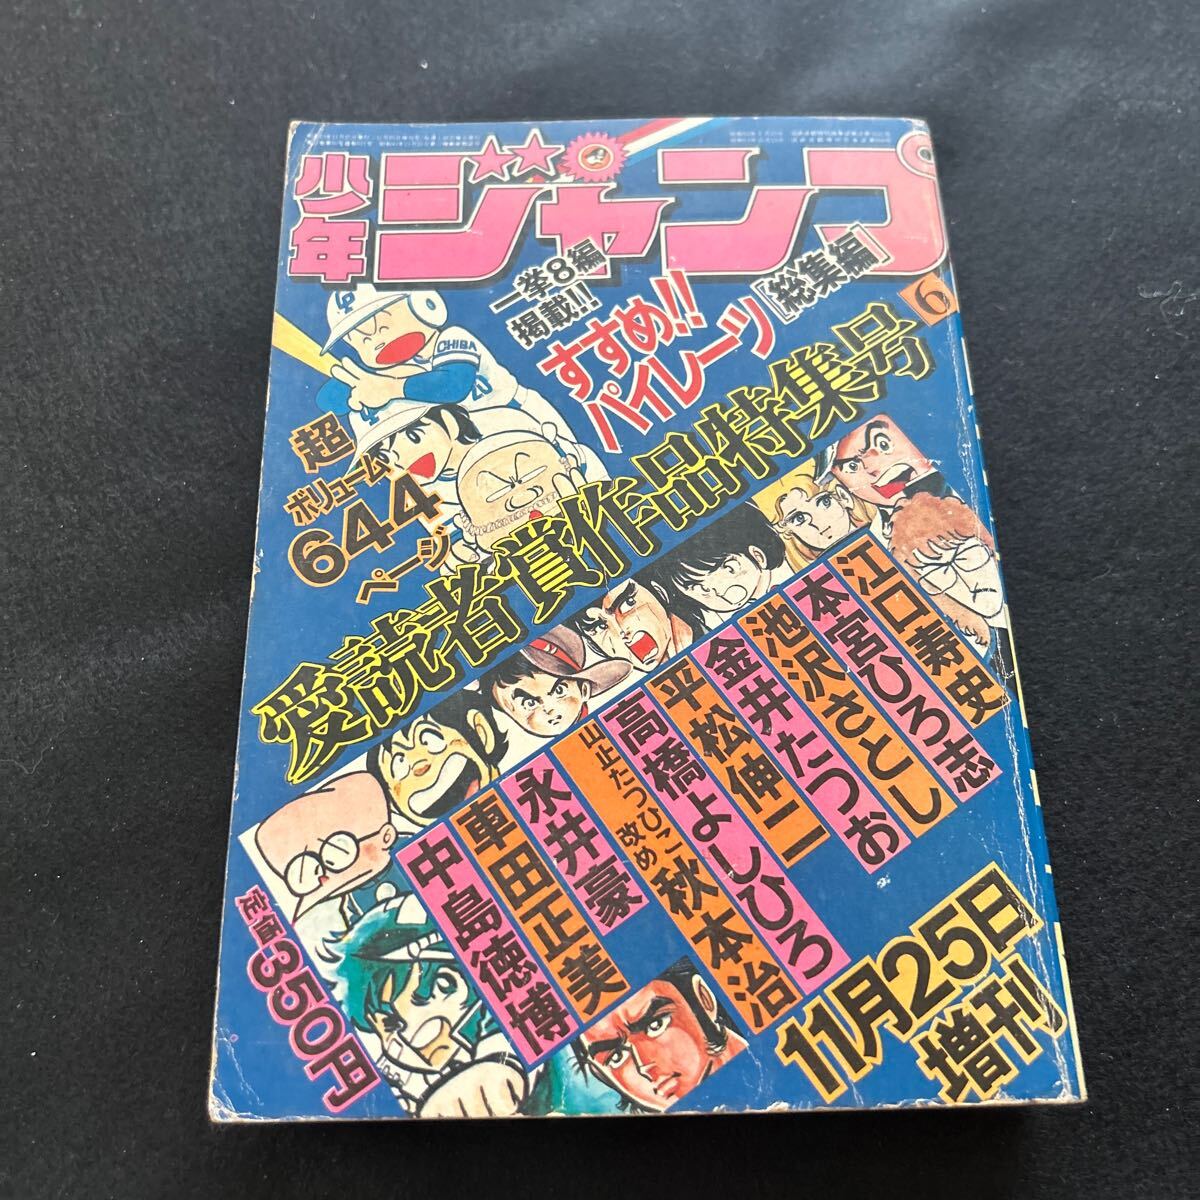 少年
ジャンプ
6
一挙8編
掲載!!
すすめ!!
パイレーツ
[総集編]
CHIBA
超
ボリューム
644
ページ
愛読者賞作品特集号
江口寿史
本宮ひろ志
池沢さとし
金井たつお
平松伸二
高橋よしひろ
山止たつひこ改め秋本治
永井豪
車田正美
中島徳博
定価350円
11月25日
増刊